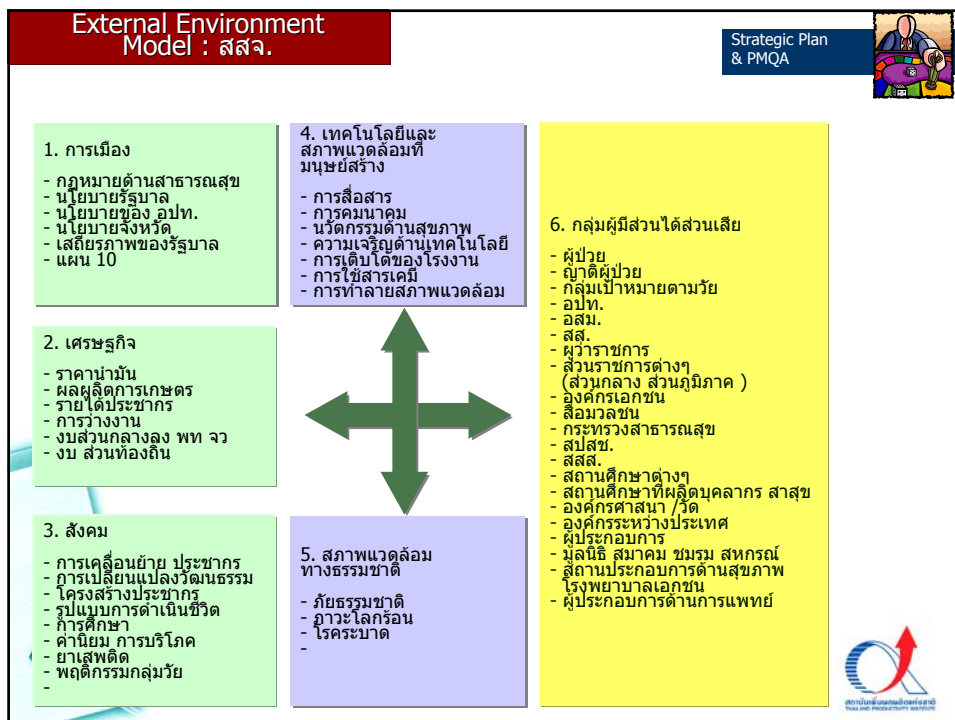 External Environment
Model : สสจ.
Strategic Plan
& PMQA
1. การเมือง
- กฎหมายด้านสาธารณสุข
- นโยบายรัฐบาล
- นโยบายของ อปท.
- นโยบายจังหวัด
- เสถียรภาพของรัฐบาล
- แผน 10
2. เศรษฐกิจ
- ราคาน้ำมัน
- ผลผลิตการเกษตร
- รายได้ประชากร
- การว่างงาน
- งบส่วนกลางลง พท จว
- งบ ส่วนท้องถิ่น
3. สังคม
- การเคลื่อนย้าย ประชากร
- การเปลี่ยนแปลงวัฒนธรรม
- โครงสร้างประชากร
- รูปแบบการดำเนินชีวิต
- การศึกษา
- ค่านิยม การบริโภค
- ยาเสพติด
- พฤติกรรมกลุ่มวัย
-
4. เทคโนโลยีและ
สภาพแวดล้อมที่
มนุษย์สร้าง
- การสื่อสาร
- การคมนาคม
- นวัตกรรมด้านสุขภาพ
- ความเจริญด้านเทคโนโลยี
- การเติบโตของโรงงาน
- การใช้สารเคมี
- การทำลายสภาพแวดล้อม
5. สภาพแวดล้อม
ทางธรรมชาติ
- ภัยธรรมชาติ
- ภาวะโลกร้อน
- โรคระบาด
-
6. กลุ่มผู้มีส่วนได้ส่วนเสีย
- ผู้ป่วย
- ญาติผู้ป่วย
- กลุ่มเป้าหมายตามวัย
- อปท.
- อสม.
- สส.
- ผู้ว่าราชการ
- ส่วนราชการต่างๆ
(ส่วนกลาง ส่วนภูมิภาค )
- องค์กรเอกชน
- สื่อมวลชน
- กระทรวงสาธารณสุข
- สปสช.
- สสส.
- สถานศึกษาต่างๆ
- สถานศึกษาที่ผลิตบุคลากร สาสุข
- องค์กรศาสนา /วัด
- องค์กรระหว่างประเทศ
- ผู้ประกอบการ
- มูลนิธิ สมาคม ชมรม สหกรณ์
- สถานประกอบการด้านสุขภาพ
โรงพยาบาลเอกชน
- ผู้ประกอบการด้านการแพทย์
สถาบันเพิ่มผลผลิตแห่งชาติ
THAILAND PRODUCTIVITY INSTITUTE